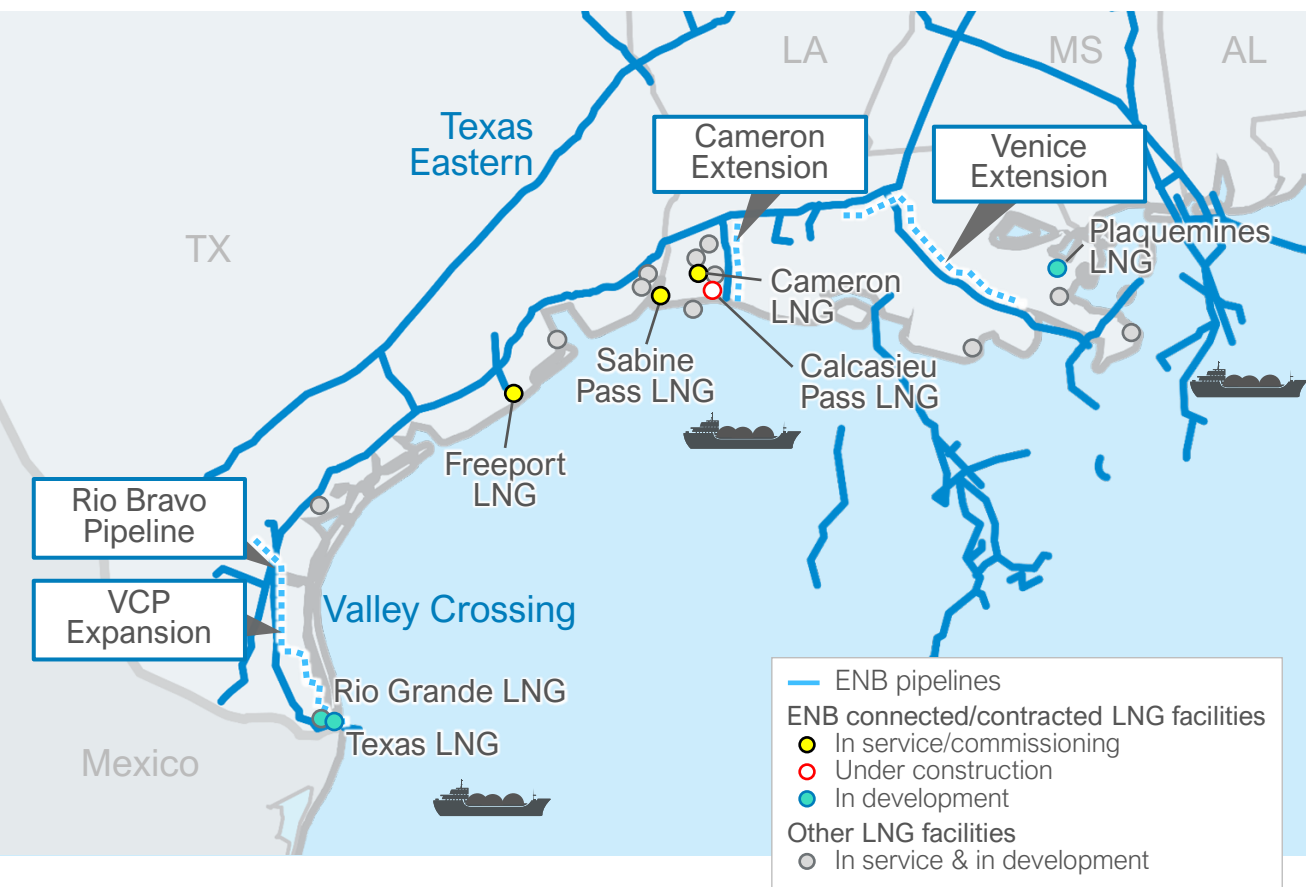 LA
MS
AL
Texas
Eastern
Cameron
Extension
Venice
Extension
TX
Plaquemines
LNG
Cameron
LNG
Sabine
Pass LNG
Calcasieu
Pass LNG
Freeport
LNG
Rio Bravo
Pipeline
VCP
Expansion
Valley Crossing
Rio Grande LNG
Texas LNG
Mexico
ENB pipelines
ENB connected/contracted LNG facilities
In service/commissioning
Under construction
In development
Other LNG facilities
In service & in development